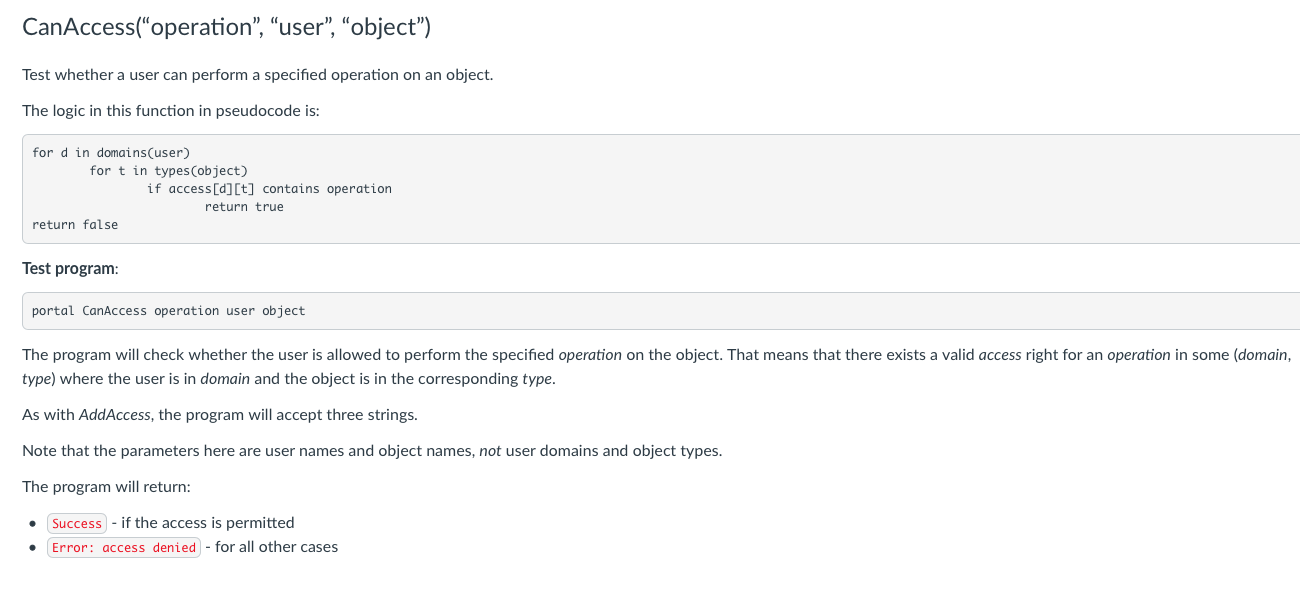 CanAccess(“operation”, “user”, “object”)
Test whether a user can perform a specified operation on an object.
The logic in this function in pseudocode is:
for d in domains(user)
        for t in types(object)
                if access[d][t] contains operation
                        return true
return false
Test program:
portal CanAccess operation user object
The program will check whether the user is allowed to perform the specified operation on the object. That means that there exists a valid access right for an operation in some (domain,
type) where the user is in domain and the object is in the corresponding type.
As with AddAccess, the program will accept three strings.
Note that the parameters here are user names and object names, not user domains and object types.
The program will return:
• Success - if the access is permitted
• Error: access denied - for all other cases